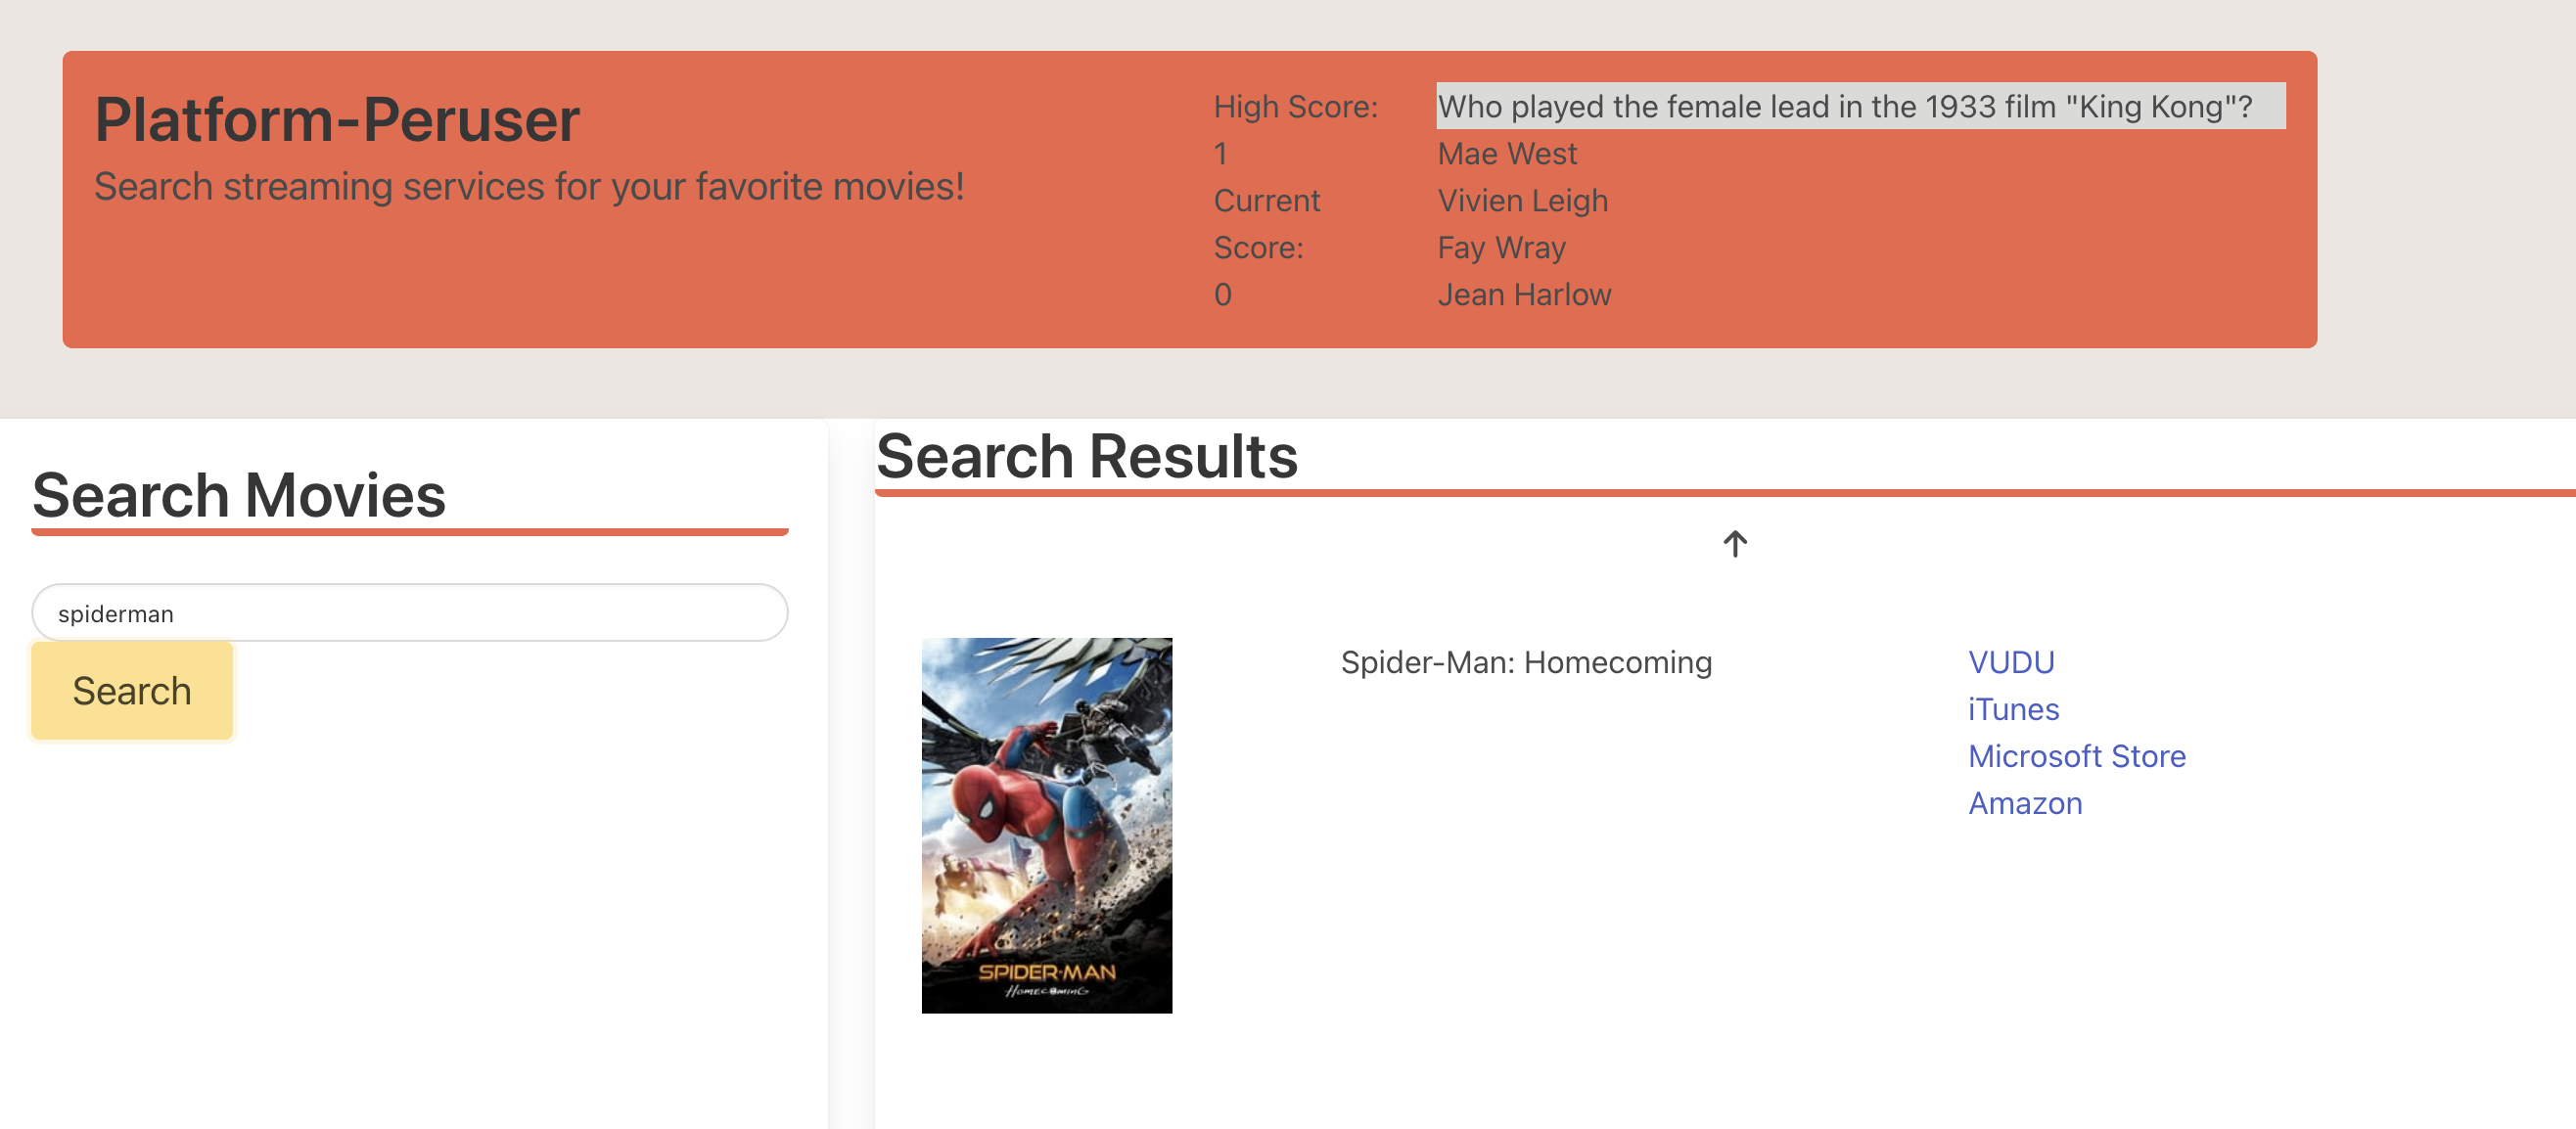 Platform-Peruser
Search streaming services for your favorite movies!
High Score:
1
Current
Score:
0
Who played the female lead in the 1933 film "King Kong"?
Mae West
Vivien Leigh
Fay Wray
Jean Harlow
Search Movies
spiderman
Search
Search Results
SPIDER-MAN
HOMECOMING
Spider-Man: Homecoming
VUDU
iTunes
Microsoft Store
Amazon